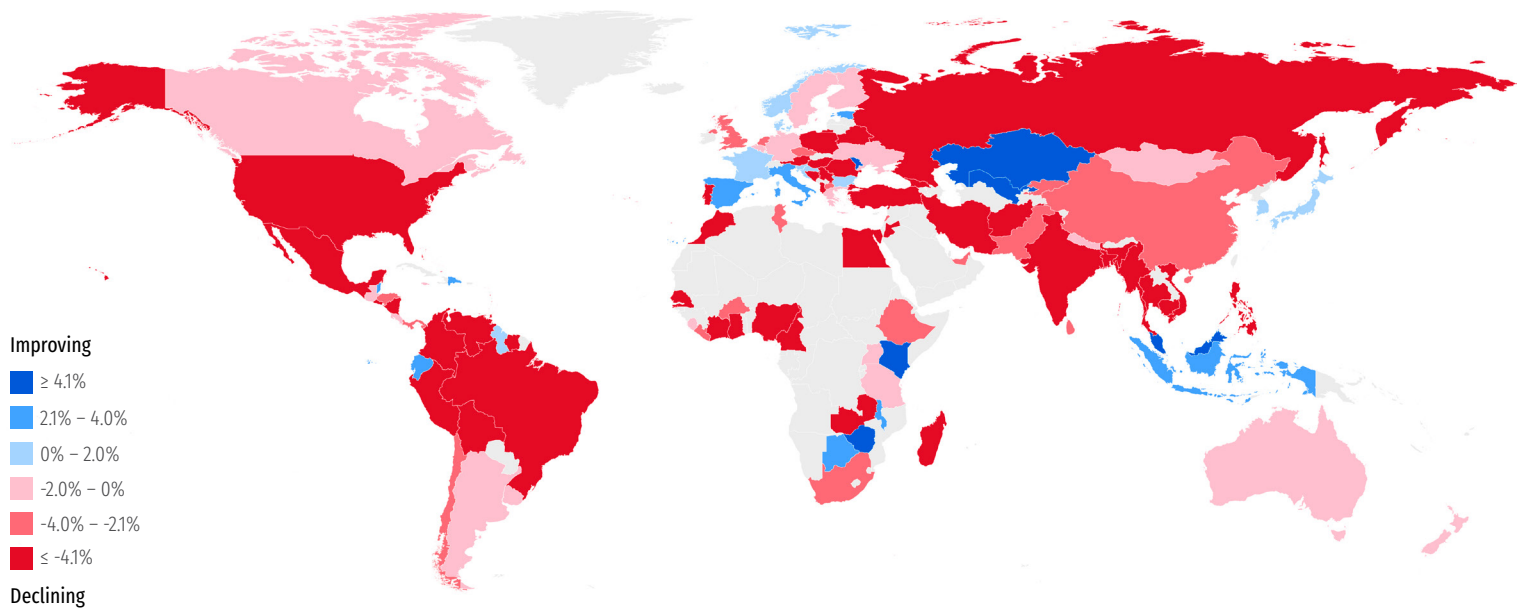 Improving
≥ 4.1%
2.1% – 4.0%
0% – 2.0%
-2.0% – 0%
-4.0% – -2.1%
≤ -4.1%
Declining